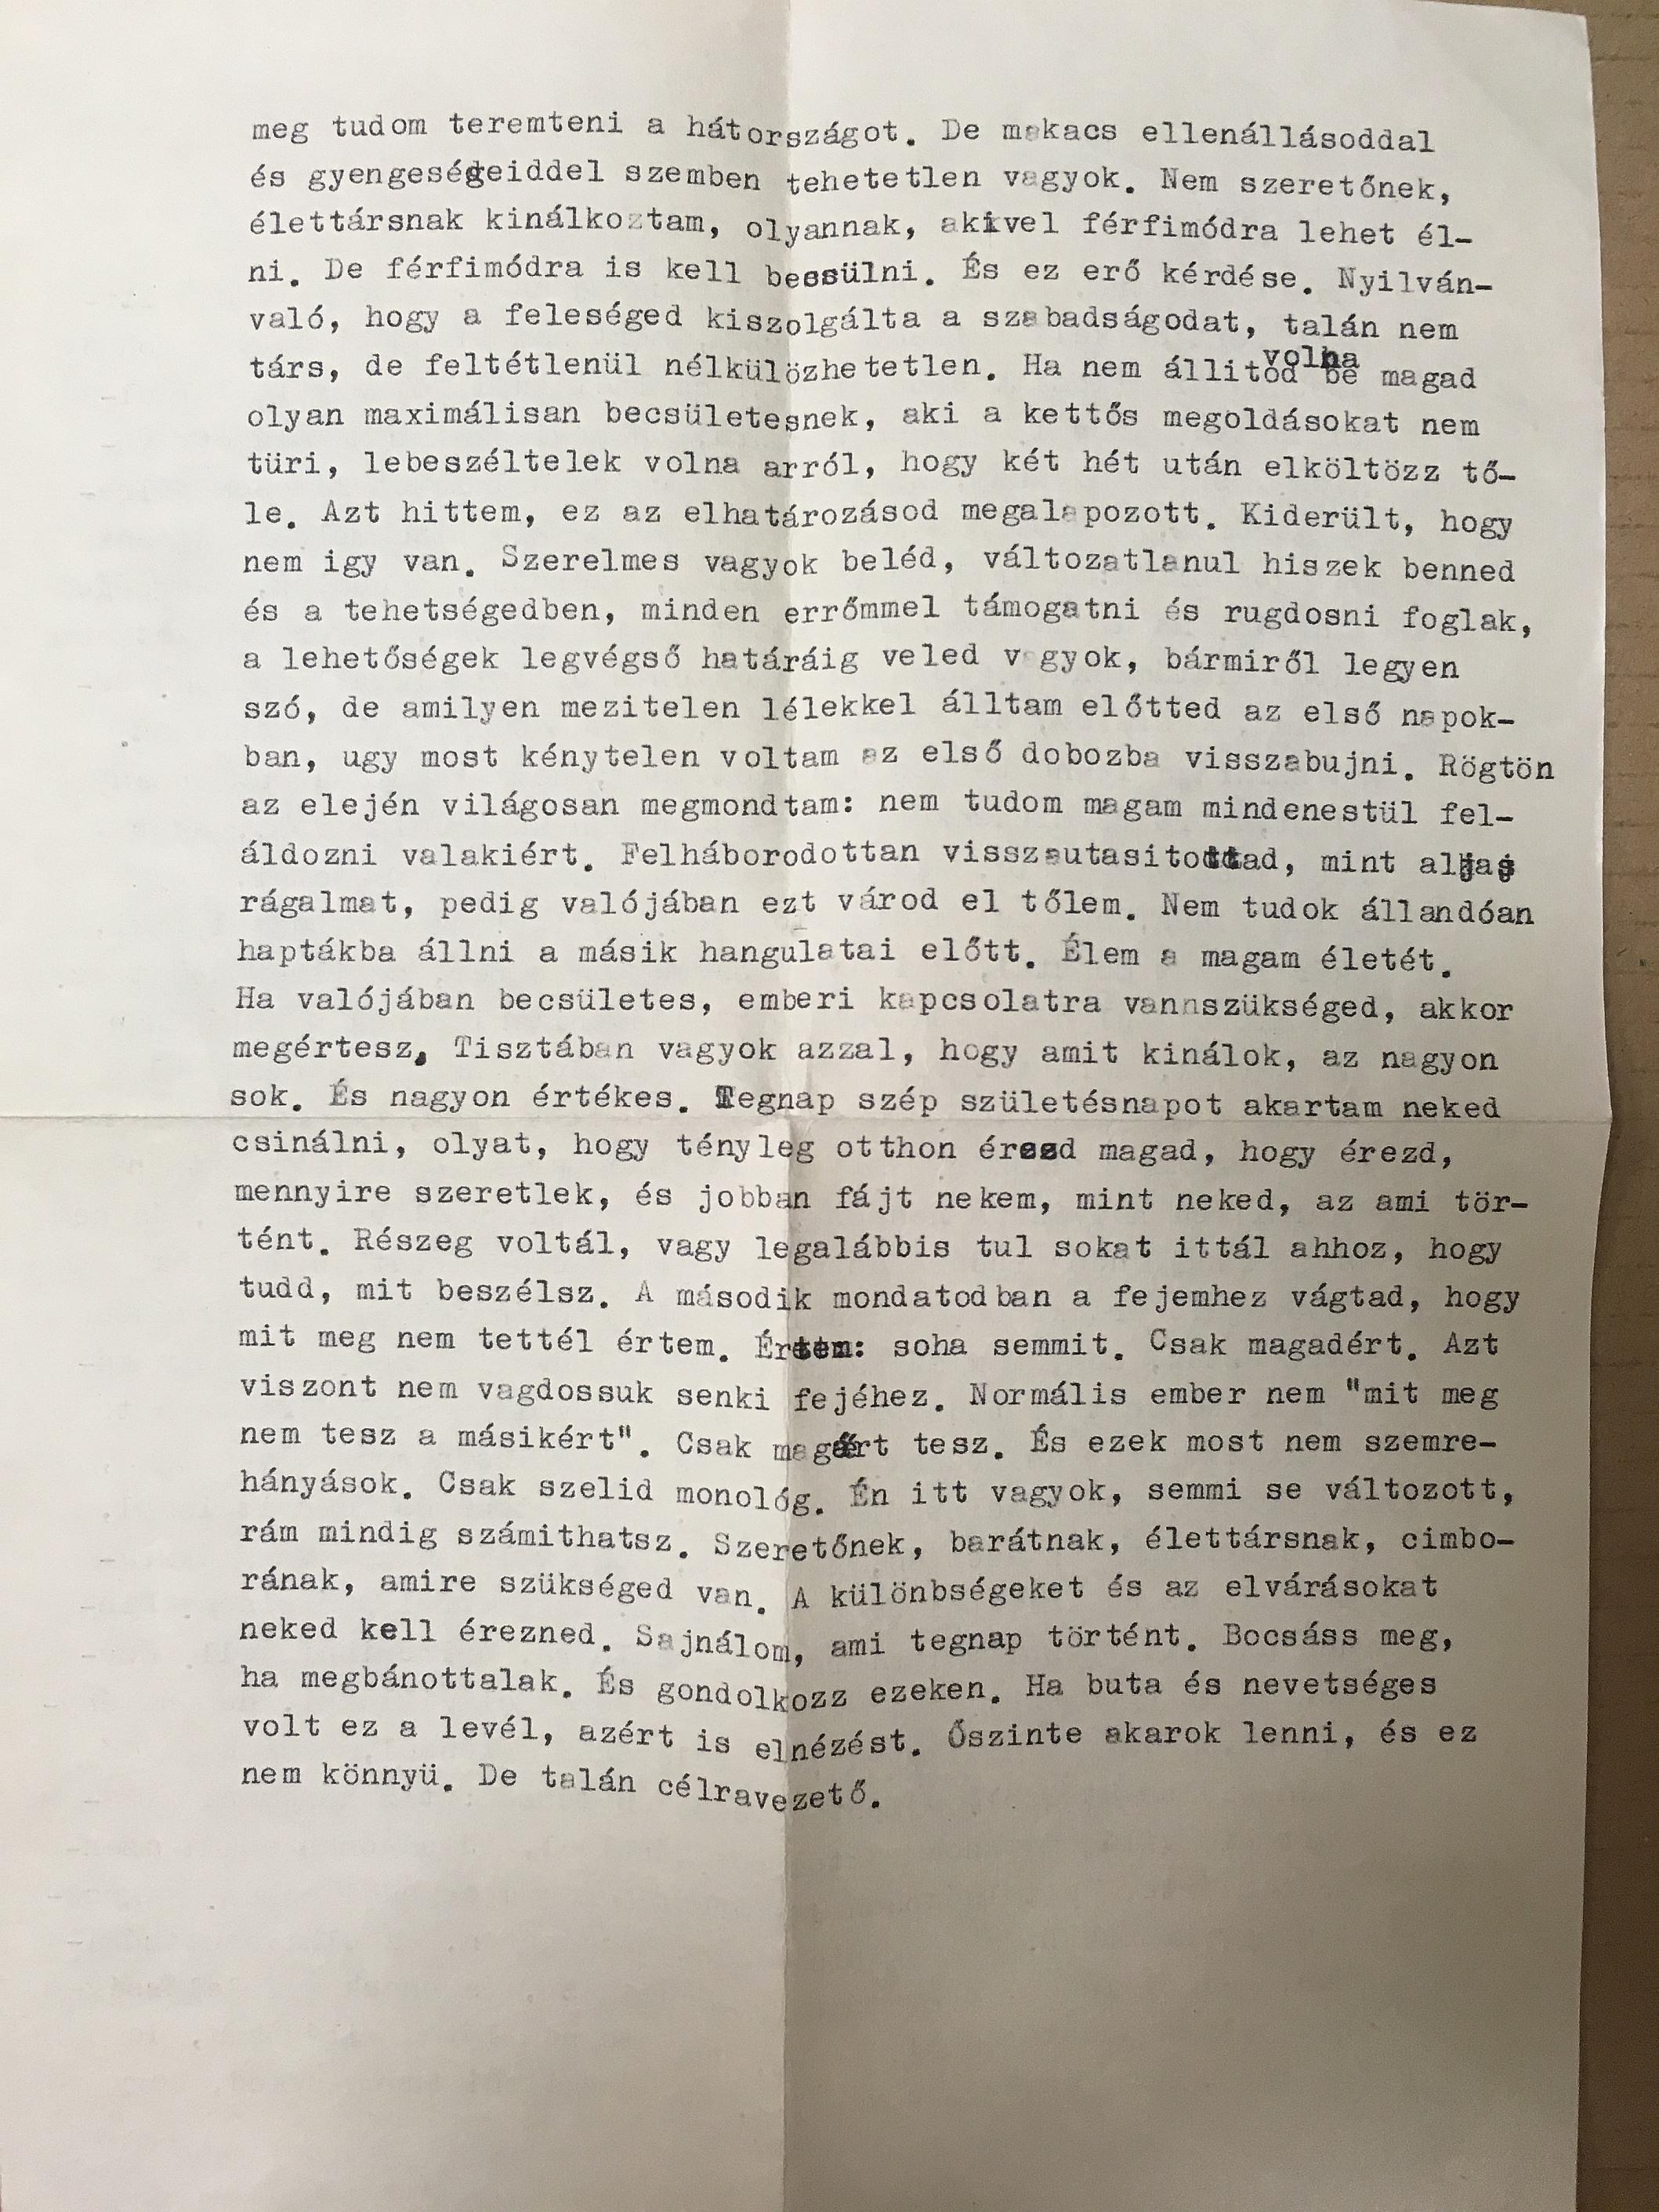 meg tudom teremteni a hátországot. De makacs ellenállásoddal
és gyengeségeiddel szemben tehetetlen vagyok. Nem szeretőnek,
élettársnak kinálkoztam, olyannak, akivel férfimódra lehet él-
ni. De férfimódra is kell becsülni. És ez erő kérdése. Nyilván-
való, hogy a feleséged kiszolgálta a szabadságodat, talán nem
volna
társ, de feltétlenül nélkülözhetetlen. Ha nem állitod be magad
olyan maximálisan becsületesnek, aki a kettős megoldásokat nem
türi, lebeszéltelek volna arról, hogy két hét után elköltözz tő-
le. Azt hittem, ez az elhatározásod megalapozott. Kiderült, hogy
nem igy van. Szerelmes vagyok beléd, változatlanul hiszek benned
és a tehetségedben, minden errőmmel támogatni és rugdosni foglak,
a lehetőségek legvégső határáig veled vagyok, bármiről legyen
szó, de amilyen mezitelen lélekkel álltam előtted az első napok-
ban, ugy most kénytelen voltam az első dobozba visszabujni. Rögtön
az elején világosan megmondtam: nem tudom magam mindenestül fel-
áldozni valakiért. Felháborodottan visszautasitottad, mint aljas
rágalmat, pedig valójában ezt várod el tőlem. Nem tudok állandóan
haptákba állni a másik hangulatai előtt. Élem a magam életét.
Ha valójában becsületes, emberi kapcsolatra vannszükséged, akkor
megértesz. Tisztában vagyok azzal, hogy amit kinálok, az nagyon
sok. És nagyon értékes. Tegnap szép születésnapot akartam neked
csinálni, olyat, hogy tényleg otthon érezd magad, hogy érezd,
mennyire szeretlek, és jobban fájt nekem, mint neked, az ami tör-
tént. Részeg voltál, vagy legalábbis tul sokat ittál ahhoz, hogy
tudd, mit beszélsz. A második mondatodban a fejemhez vágtad, hogy
mit meg nem tettél értem. Értem: soha semmit. Csak magadért. Azt
viszont nem vagdossuk senki fejéhez. Normális ember nem "mit meg
nem tesz a másikért". Csak magáért tesz. És ezek most nem szemre-
hányások. Csak szelid monológ. Én itt vagyok, semmi se változott,
rám mindig számithatsz. Szeretőnek, barátnak, élettársnak, cimbo-
rának, amire szükséged van. A különbségeket és az elvárásokat
neked kell érezned. Sajnálom, ami tegnap történt. Bocsáss meg,
ha megbánottalak. És gondolkozz ezeken. Ha buta és nevetséges
volt ez a levél, azért is elnézést. Őszinte akarok lenni, és ez
nem könnyü. De talán célravezető.